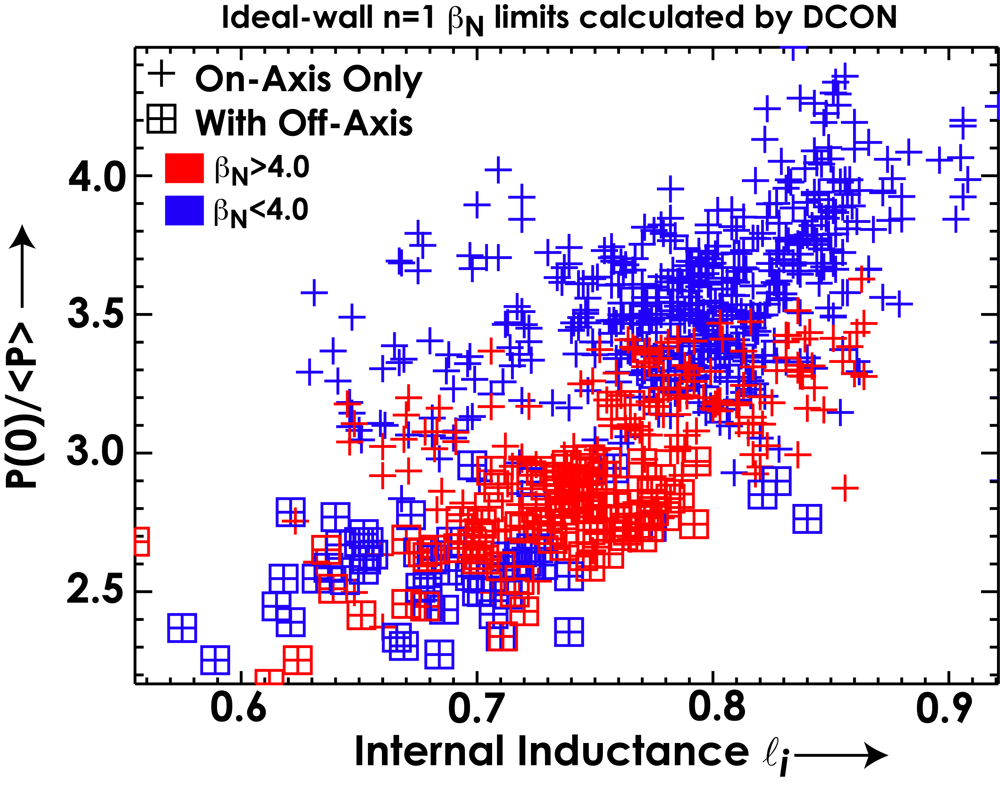 Ideal-wall n=1 βN limits calculated by DCON
On-Axis Only
With Off-Axis
βN>4.0
βN<4.0
4.0
3.5
3.0
2.5
P(0)/<P>
0.6 0.7 0.8 0.9
Internal Inductance ℓi